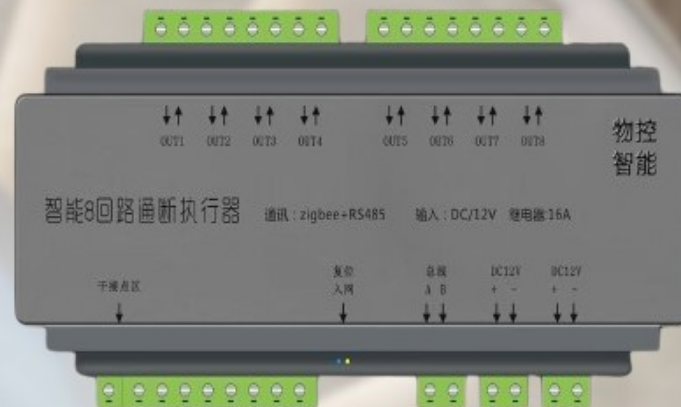 OUT1 OUT2 OUT3 OUT4 OUT5 OUT6 OUT7 OUT8
物控
智能
智能8回路通断执行器 通讯：zigbee+RS485 输入：DC/12V 继电器:16A
干接点区 复位 总线 DC12V DC12V
入网 A B + - + -